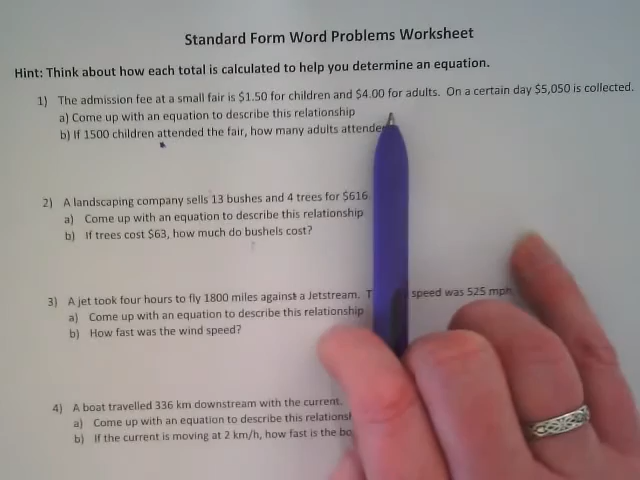 Standard Form Word Problems Worksheet
Hint: Think about how each total is calculated to help you determine an equation.
1) The admission fee at a small fair is $1.50 for children and $4.00 for adults. On a certain day $5,050 is collected.
a) Come up with an equation to describe this relationship
b) If 1500 children attended the fair, how many adults
2) A landscaping company sells 13 bushes and 4 trees for $616
a) Come up with an equation to describe this relationship
b) If trees cost $63, how much do bushels cost?
3) A jet took four hours to fly 1800 miles against a Jetstream. speed was 525 mph
a) Come up with an equation to describe this relationship
b) How fast was the wind speed?
4) A boat travelled 336 km downstream with the current.
a) Come up with an equation to describe this
b) If the current is moving at 2 km/h, how fast is the